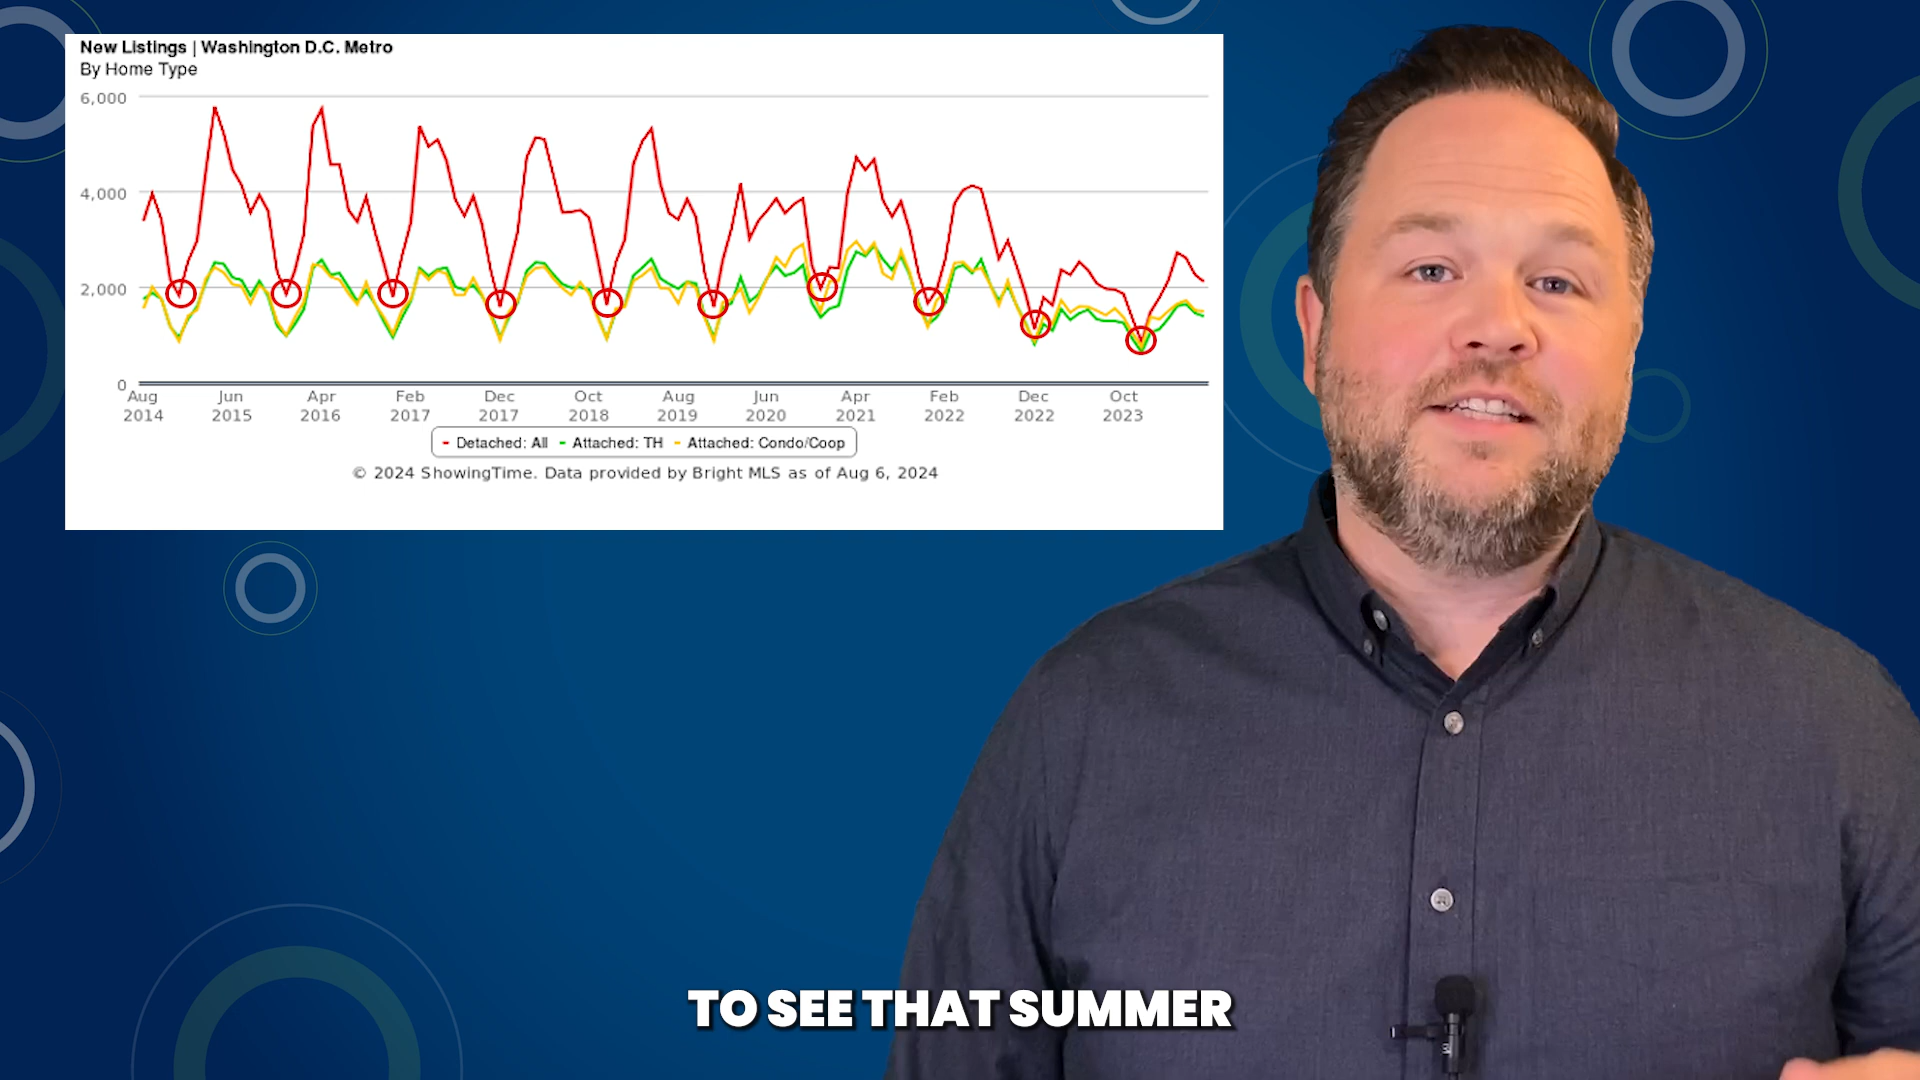 New Listings | Washington D.C. Metro
By Home Type
6,000
4,000
2,000
0
Aug Jun Apr Feb Dec Oct Aug Jun Apr Feb Dec Oct
2014 2015 2016 2017 2017 2018 2019 2020 2021 2022 2022 2023
Detached: All Attached: TH Attached: Condo/Coop
© 2024 ShowingTime. Data provided by Bright MLS as of Aug 6, 2024
TO SEE THAT SUMMER